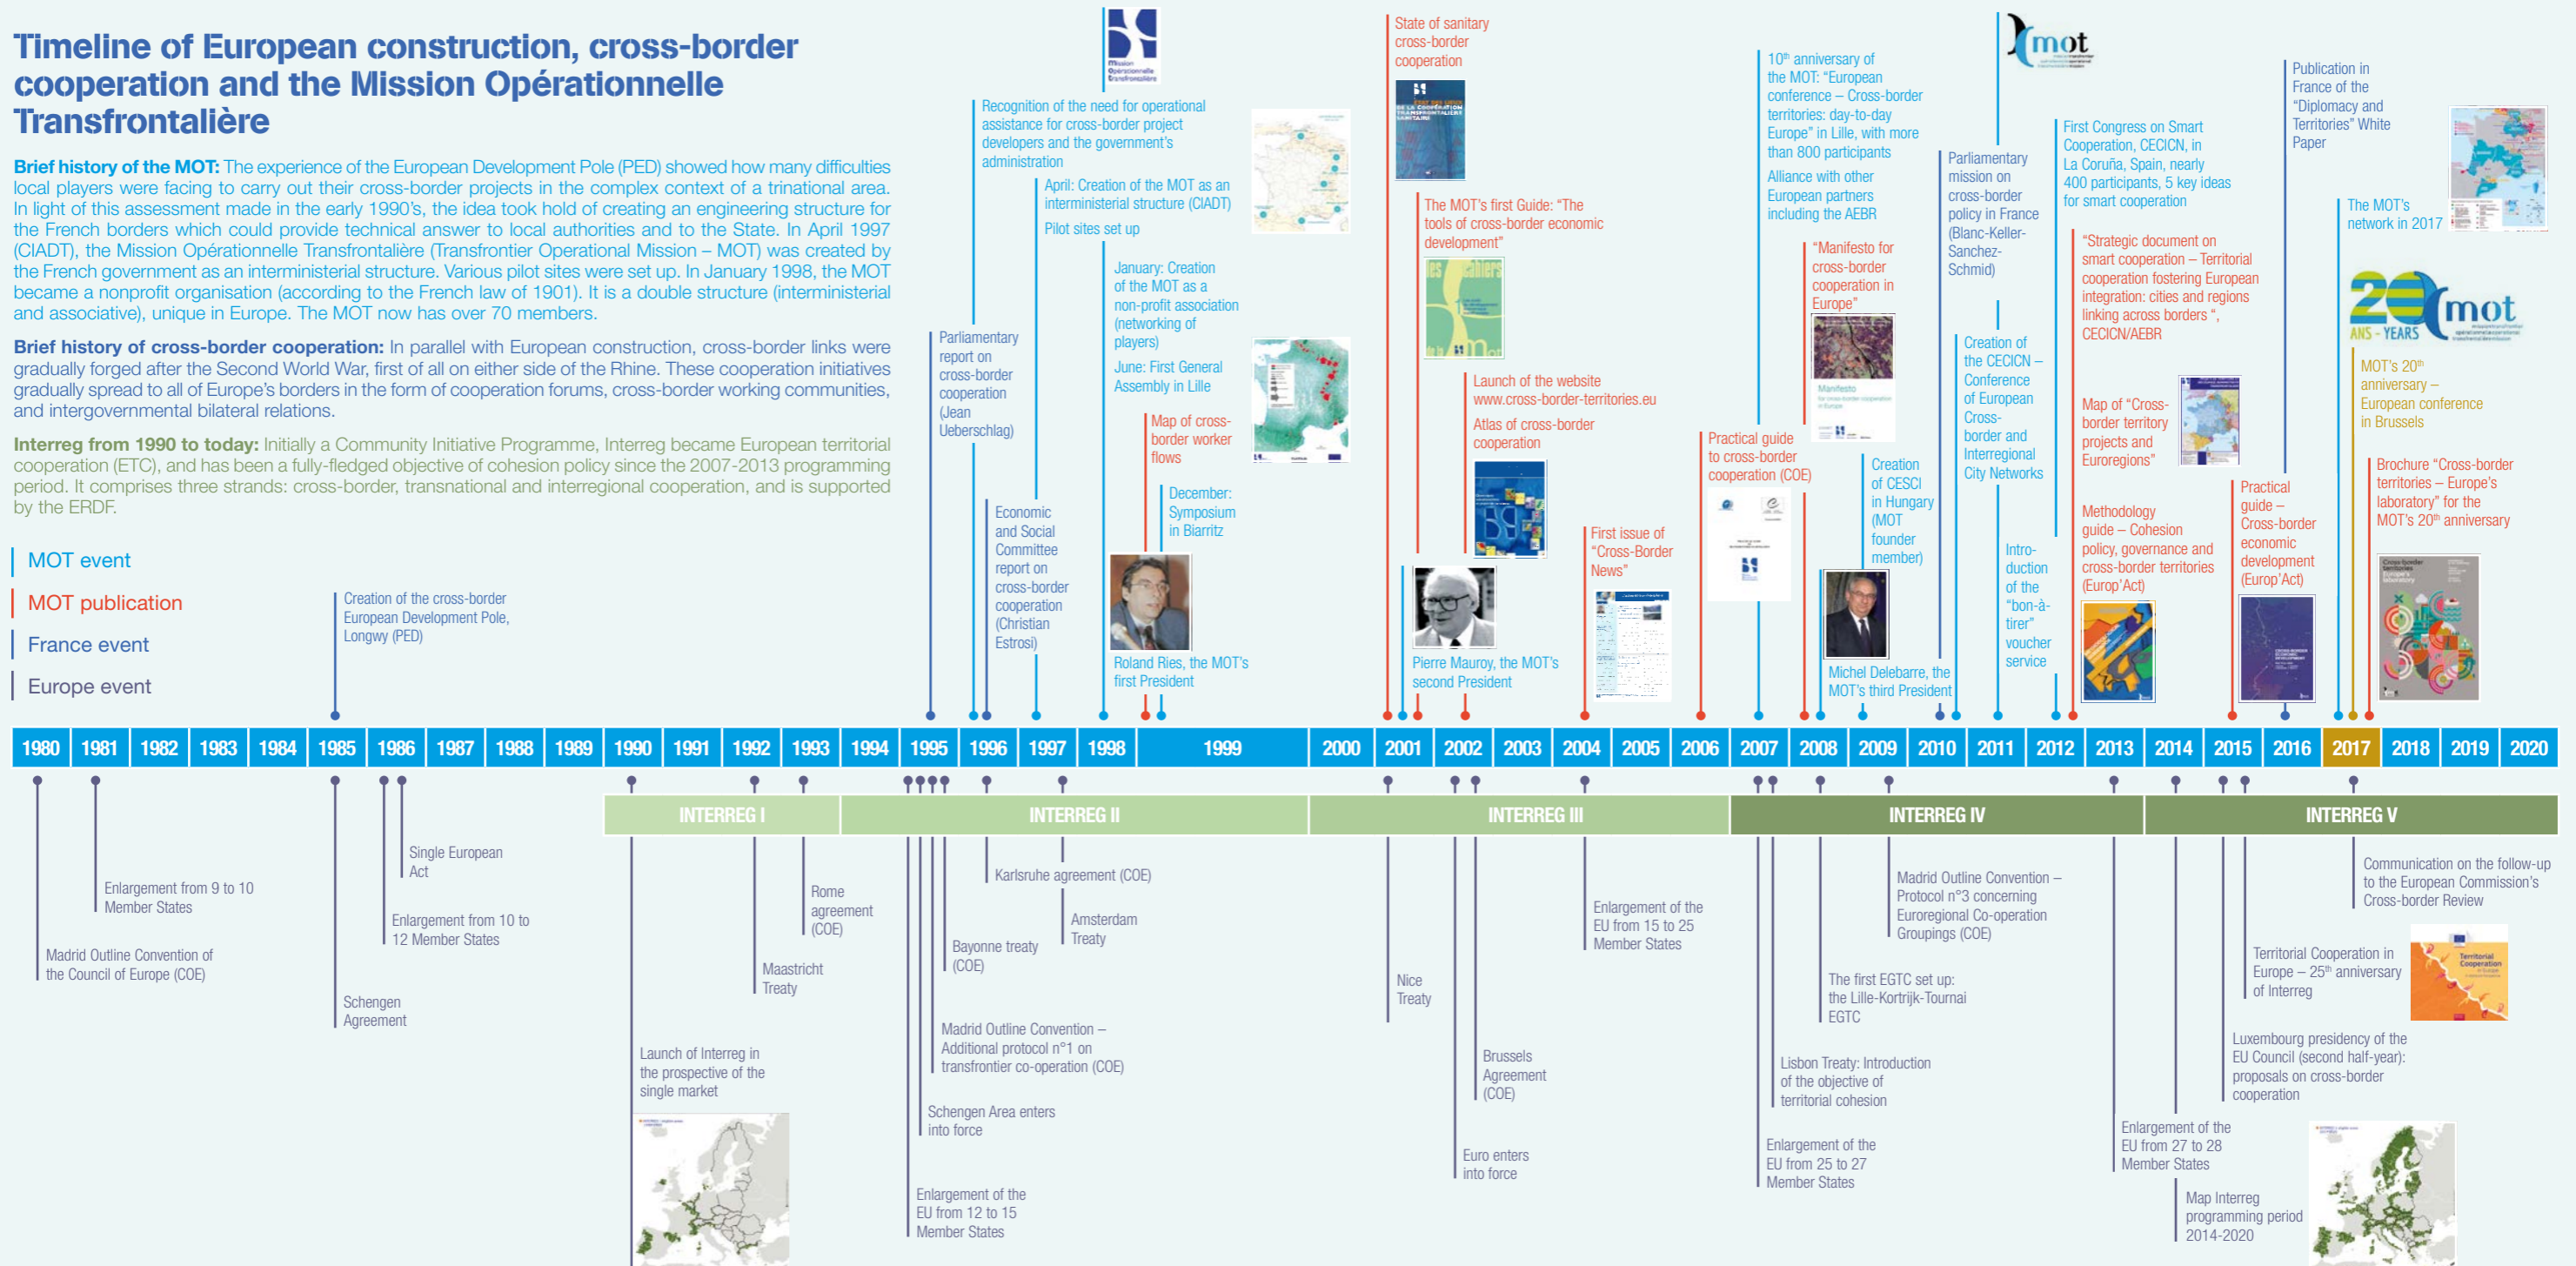 Timeline of European construction, cross-border
cooperation and the Mission Opérationnelle
Transfrontalière
Brief history of the MOT: The experience of the European Development Pole (PED) showed how many difficulties
local players were facing to carry out their cross-border projects in the complex context of a trinational area.
In light of this assessment made in the early 1990's, the idea took hold of creating an engineering structure for
the French borders which could provide technical answer to local authorities and to the State. In April 1997
(CIADT), the Mission Opérationnelle Transfrontalière (Transfrontier Operational Mission – MOT) was created by
the French government as an interministerial structure. Various pilot sites were set up. In January 1998, the MOT
became a nonprofit organisation (according to the French law of 1901). It is a double structure (interministerial
and associative), unique in Europe. The MOT now has over 70 members.
Brief history of cross-border cooperation: In parallel with European construction, cross-border links were
gradually forged after the Second World War, first of all on either side of the Rhine. These cooperation initiatives
gradually spread to all of Europe's borders in the form of cooperation forums, cross-border working communities,
and intergovernmental bilateral relations.
Interreg from 1990 to today: Initially a Community Initiative Programme, Interreg became European territorial
cooperation (ETC), and has been a fully-fledged objective of cohesion policy since the 2007-2013 programming
period. It comprises three strands: cross-border, transnational and interregional cooperation, and is supported
by the ERDF.
MOT event
MOT publication
France event
Europe event
Creation of the cross-border
European Development Pole,
Longwy (PED)
Parliamentary
report on
cross-border
cooperation
(Jean
Ueberschlag)
Recognition of the need for operational
assistance for cross-border project
developers and the government's
administration
Economic
and Social
Committee
report on
cross-border
cooperation
(Christian
Estrosi)
April: Creation of the MOT as an
interministerial structure (CIADT)
Pilot sites set up
Mission
Opérationnelle
Transfrontalière
January: Creation
of the MOT as a
non-profit association
(networking of
players)
June: First General
Assembly in Lille
Map of cross-
border worker
flows
December:
Symposium
in Biarritz
Roland Ries, the MOT's
first President
State of sanitary
cross-border
cooperation
ETAT DES LIEUX
DE LA COOPÉRATION
TRANSFRONTALIÈRE
SANITAIRE
The MOT's first Guide: "The
tools of cross-border economic
development"
les cahiers
de la mot
Pierre Mauroy, the MOT's
second President
Launch of the website
www.cross-border-territories.eu
Atlas of cross-border
cooperation
First issue of
"Cross-Border
News"
Practical guide
to cross-border
cooperation (COE)
10th anniversary of
the MOT: "European
conference – Cross-border
territories: day-to-day
Europe" in Lille, with more
than 800 participants
Alliance with other
European partners
including the AEBR
"Manifesto for
cross-border
cooperation in
Europe"
Manifesto
for cross-border cooperation
in Europe
Michel Delebarre, the
MOT's third President
Creation
of CESCI
in Hungary
(MOT
founder
member)
Parliamentary
mission on
cross-border
policy in France
(Blanc-Keller-
Sanchez-
Schmid)
Creation of
the CECICN –
Conference
of European
Cross-
border and
Interregional
City Networks
mot
Intro-
duction
of the
"bon-à-
tirer"
voucher
service
First Congress on Smart
Cooperation, CECICN, in
La Coruña, Spain, nearly
400 participants, 5 key ideas
for smart cooperation
"Strategic document on
smart cooperation – Territorial
cooperation fostering European
integration: cities and regions
linking across borders ",
CECICN/AEBR
Map of "Cross-
border territory
projects and
Euroregions"
Methodology
guide – Cohesion
policy, governance and
cross-border territories
(Europ'Act)
Practical
guide –
Cross-border
economic
development
(Europ'Act)
CROSS-BORDER
ECONOMIC
DEVELOPMENT
Publication in
France of the
"Diplomacy and
Territories" White
Paper
The MOT's
network in 2017
20 mot
ANS - YEARS
MOT's 20th
anniversary –
European conference
in Brussels
Brochure "Cross-border
territories – Europe's
laboratory" for the
MOT's 20th anniversary
Cross-border
territories
Europe's
laboratory
1980 1981 1982 1983 1984 1985 1986 1987 1988 1989 1990 1991 1992 1993 1994 1995 1996 1997 1998 1999 2000 2001 2002 2003 2004 2005 2006 2007 2008 2009 2010 2011 2012 2013 2014 2015 2016 2017 2018 2019 2020
INTERREG I INTERREG II INTERREG III INTERREG IV INTERREG V
Madrid Outline Convention of
the Council of Europe (COE)
Enlargement from 9 to 10
Member States
Schengen
Agreement
Enlargement from 10 to
12 Member States
Single European
Act
Launch of Interreg in
the prospective of the
single market
Maastricht
Treaty
Rome
agreement
(COE)
Enlargement of the
EU from 12 to 15
Member States
Schengen Area enters
into force
Madrid Outline Convention –
Additional protocol n°1 on
transfrontier co-operation (COE)
Bayonne treaty
(COE)
Karlsruhe agreement (COE)
Amsterdam
Treaty
Nice
Treaty
Euro enters
into force
Brussels
Agreement
(COE)
Enlargement of the
EU from 15 to 25
Member States
Enlargement of the
EU from 25 to 27
Member States
Lisbon Treaty: Introduction
of the objective of
territorial cohesion
The first EGTC set up:
the Lille-Kortrijk-Tournai
EGTC
Madrid Outline Convention –
Protocol n°3 concerning
Euroregional Co-operation
Groupings (COE)
Enlargement of the
EU from 27 to 28
Member States
Map Interreg
programming period
2014-2020
Luxembourg presidency of the
EU Council (second half-year):
proposals on cross-border
cooperation
Territorial Cooperation in
Europe – 25th anniversary
of Interreg
Territorial
Cooperation
in Europe
Communication on the follow-up
to the European Commission's
Cross-border Review